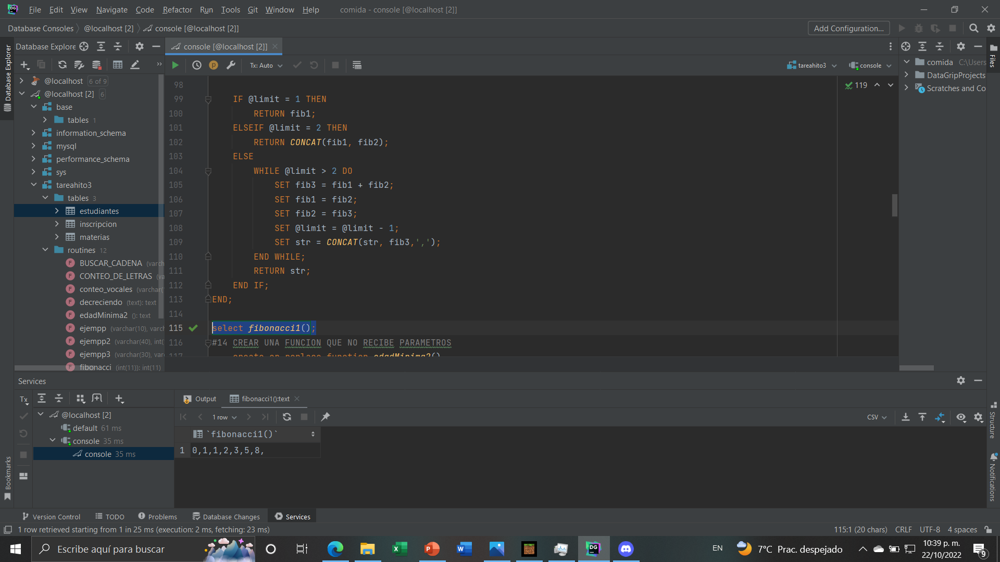 File Edit View Navigate Code Refactor Run Tools Git Window Help comida - console [@localhost [2]]
Database Consoles @localhost [2] console [@localhost [2]] Add Configuration...
Database Explorer
Database Explore
console [@localhost [2]]
Tx: Auto tareahito3 console
@localhost 6 of 9
@localhost [2] 6
base
tables 1
information_schema
mysql
performance_schema
sys
tareahito3
tables 3
estudiantes
inscripcion
materias
routines 12
BUSCAR_CADENA (varch
CONTEO_DE_LETRAS (va
conteo_vocales (varchar(
decreciendo (text): text
edadMinima2 (): text
ejempp (varchar(10), varch
ejempp2 (varchar(40), int(
ejempp3 (varchar(30), varc
fibonacci (int(11)): int(11)
98
99 IF @limit = 1 THEN
100 RETURN fib1;
101 ELSEIF @limit = 2 THEN
102 RETURN CONCAT(fib1, fib2);
103 ELSE
104 WHILE @limit > 2 DO
105 SET fib3 = fib1 + fib2;
106 SET fib1 = fib2;
107 SET fib2 = fib3;
108 SET @limit = @limit - 1;
109 SET str = CONCAT(str, fib3,',');
110 END WHILE;
111 RETURN str;
112 END IF;
113 END;
114
115 select fibonacci1();
116 #14 CREAR UNA FUNCION QUE NO RECIBE PARAMETROS
117 create or replace function edadMinima2()
119
comida C:\Users
DataGripProjects
Scratches and Co
Files
Services
Tx
@localhost [2]
default 61 ms
console 35 ms
console 35 ms
Output fibonacci1():text
1 row CSV
`fibonacci1()`
1 0,1,1,2,3,5,8,
Bookmarks
Structure
Notifications
Version Control TODO Problems Database Changes Services
1 row retrieved starting from 1 in 25 ms (execution: 2 ms, fetching: 23 ms) 115:1 (20 chars) CRLF UTF-8 4 spaces
Escribe aquí para buscar EN 7°C Prac. despejado 10:39 p. m.
22/10/2022
9